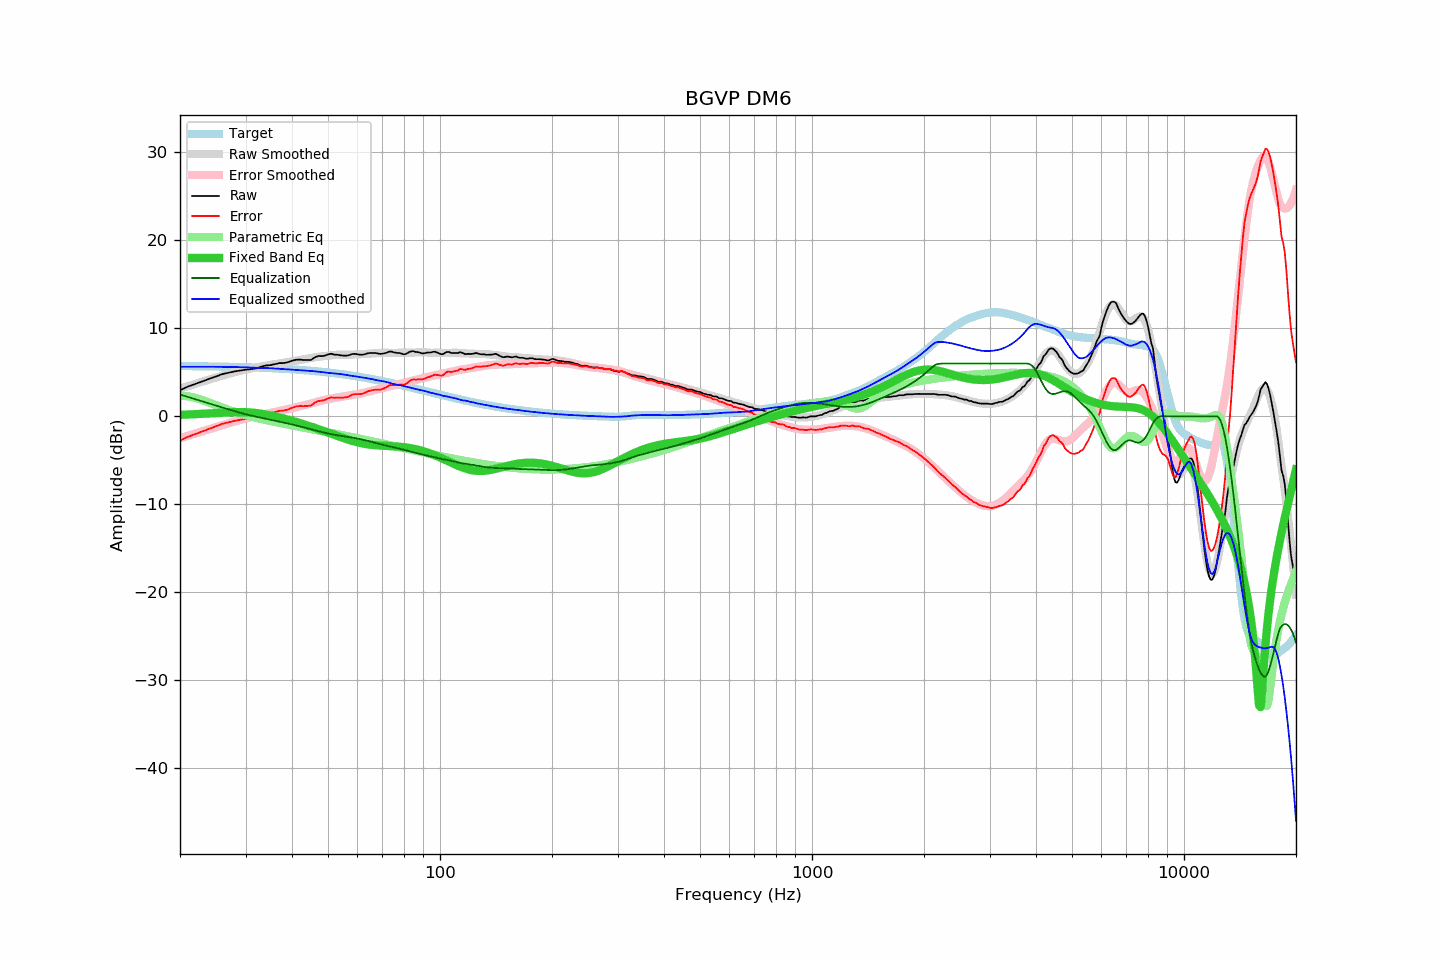 BGVP DM6
Target
Raw Smoothed
Error Smoothed
Raw
Error
Parametric Eq
Fixed Band Eq
Equalization
Equalized smoothed
30
20
10
0
−10
−20
−30
−40
Amplitude (dBr)
100
1000
10000
Frequency (Hz)